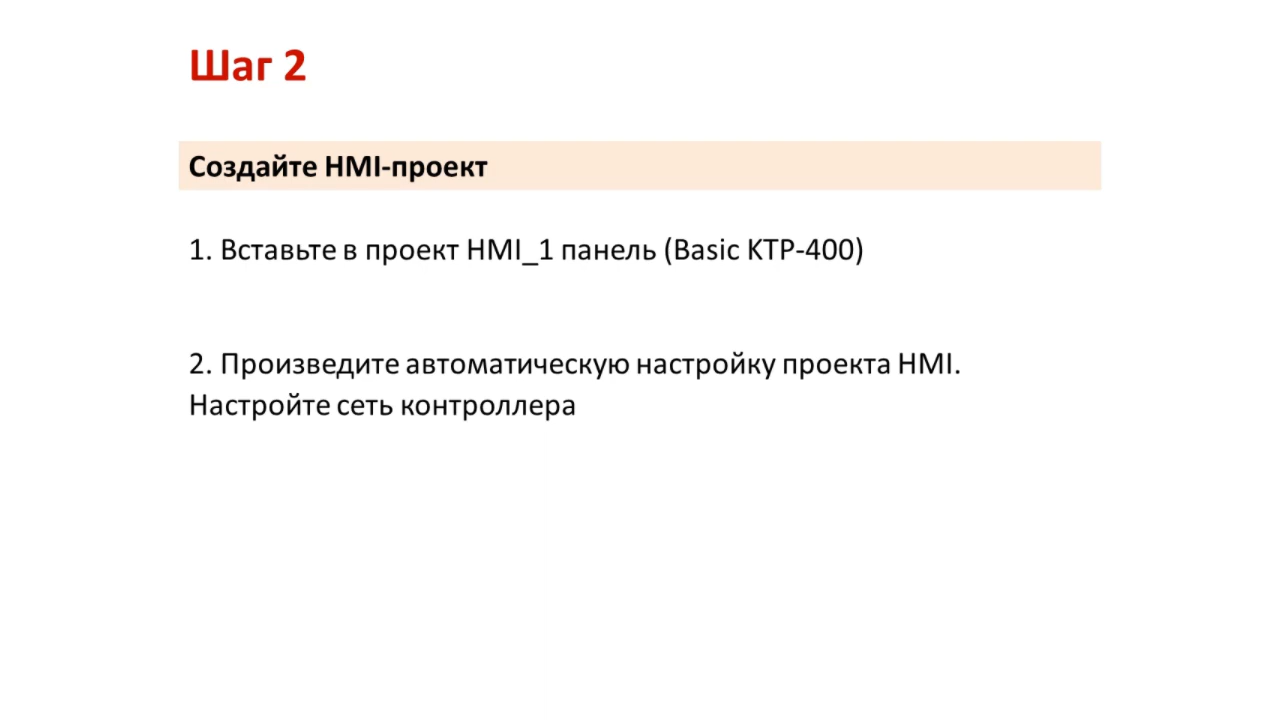 Шаг 2
Создайте HMI-проект
1. Вставьте в проект HMI_1 панель (Basic KTP-400)
2. Произведите автоматическую настройку проекта HMI.
Настройте сеть контроллера